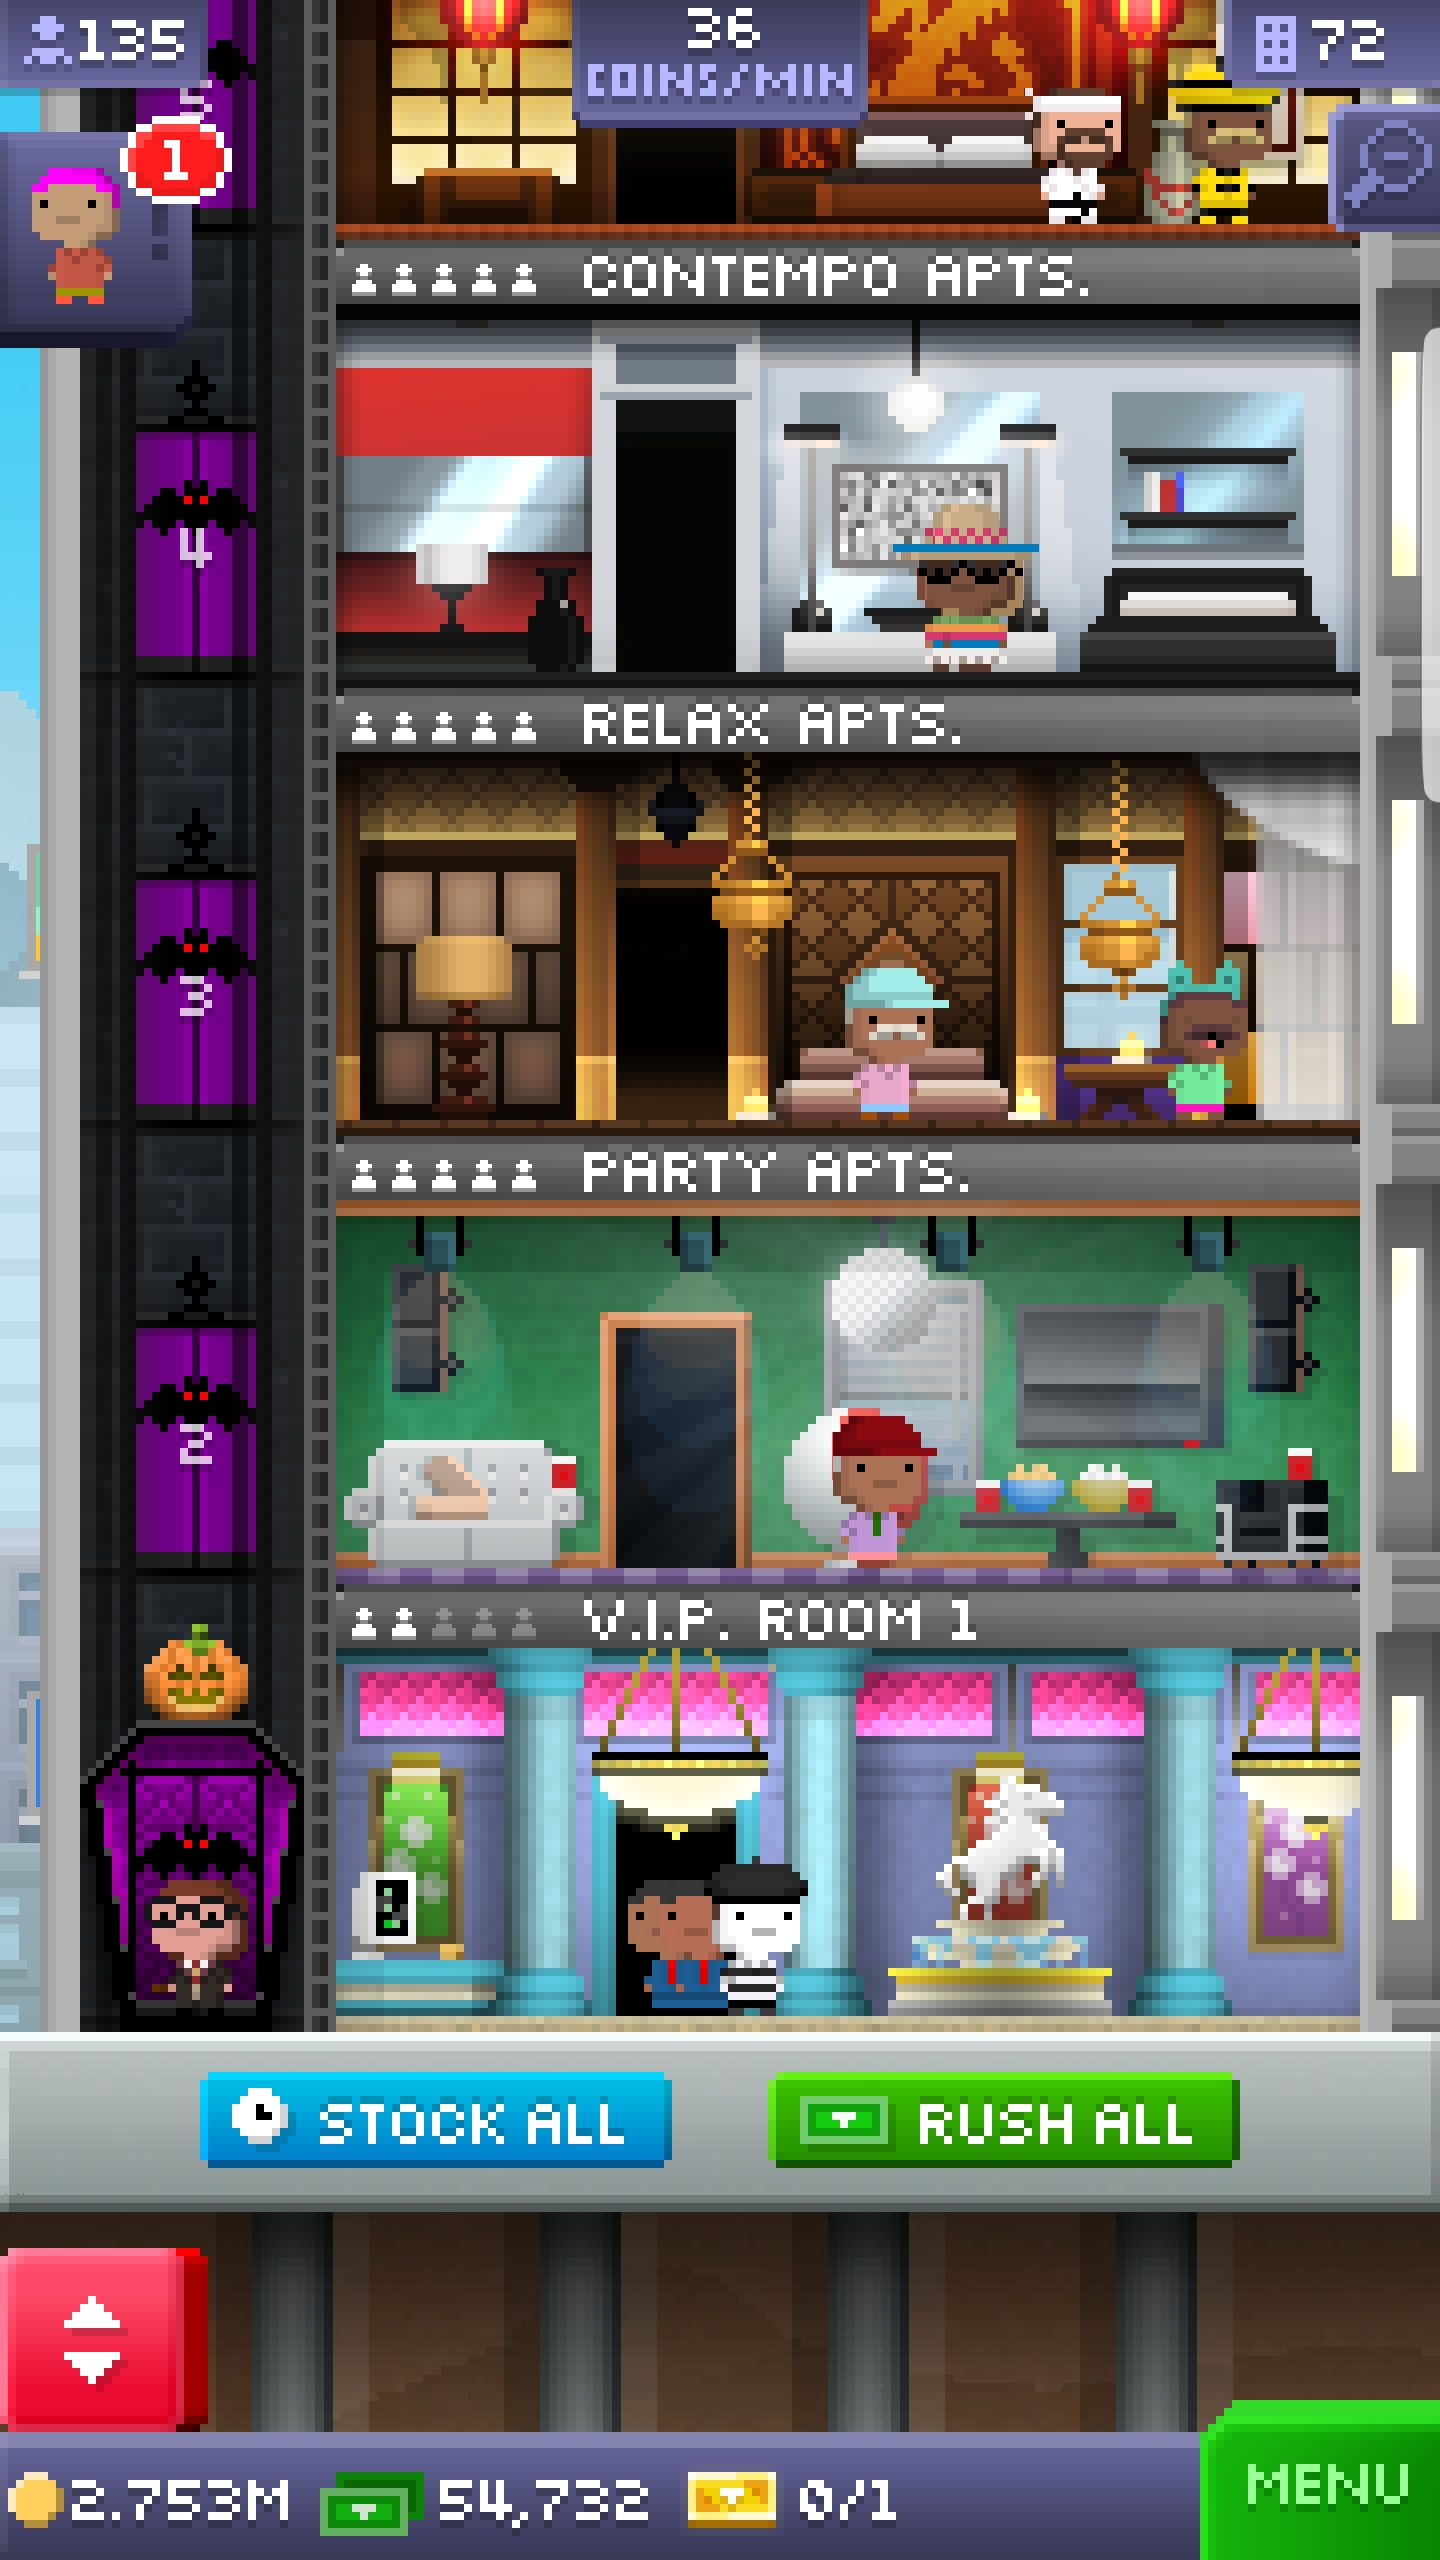 135
36
COINS/MIN
72
5
1
CONTEMPO APTS.
4
RELAX APTS.
3
PARTY APTS.
2
V.I.P. ROOM 1
STOCK ALL
RUSH ALL
2.753M
54,732
0/1
MENU